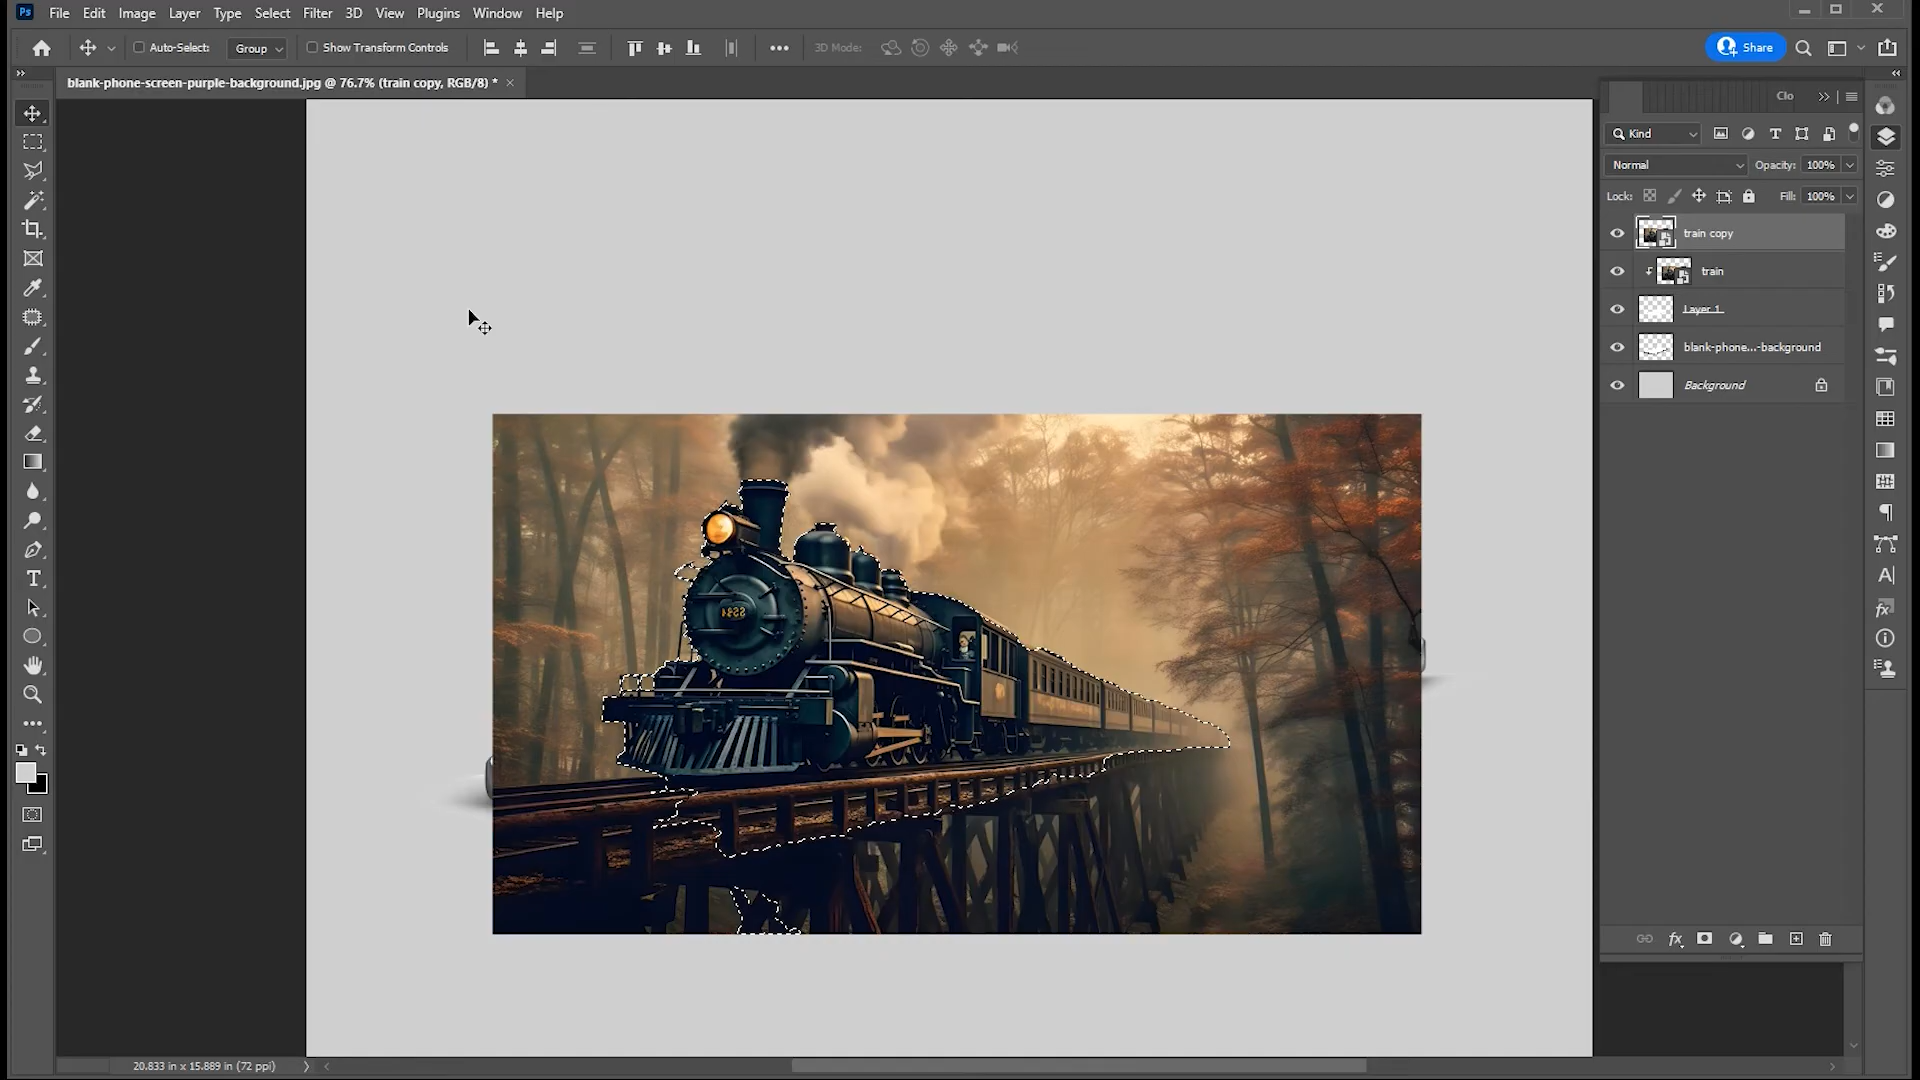 Ps File Edit Image Layer Type Select Filter 3D View Plugins Window Help
Auto-Select: Group Show Transform Controls 3D Mode: Share
blank-phone-screen-purple-background.jpg @ 76.7% (train copy, RGB/8) *
Clo
Kind
Normal Opacity: 100%
Lock: Fill: 100%
train copy
train
Layer 1
blank-phone...-background
Background
20.833 in x 15.889 in (72 ppi)